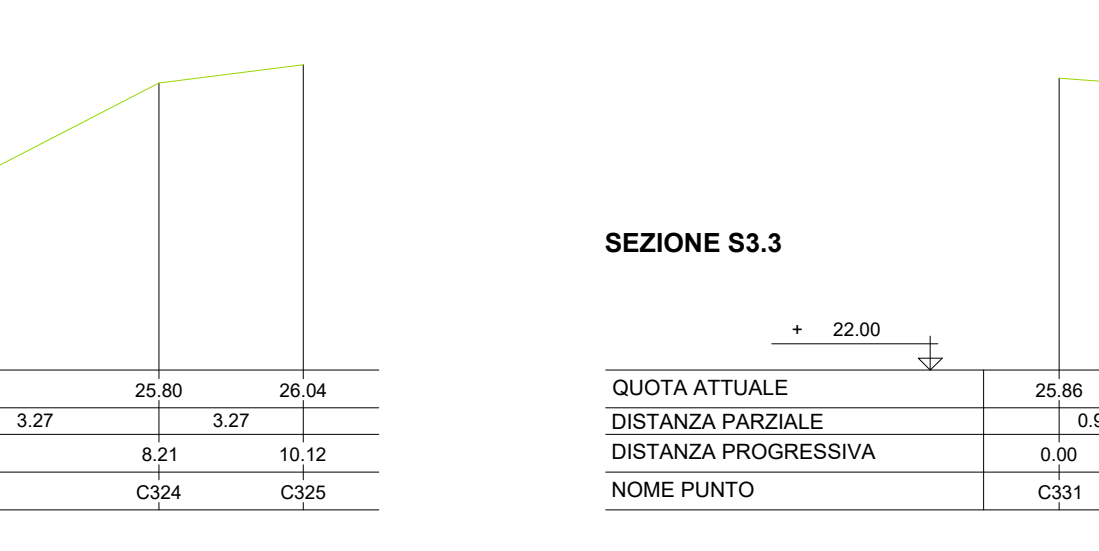 SEZIONE S3.3
+ 22.00
25.80 26.04
3.27 3.27
8.21 10.12
C324 C325
QUOTA ATTUALE 25.86
DISTANZA PARZIALE
DISTANZA PROGRESSIVA 0.00
NOME PUNTO C331